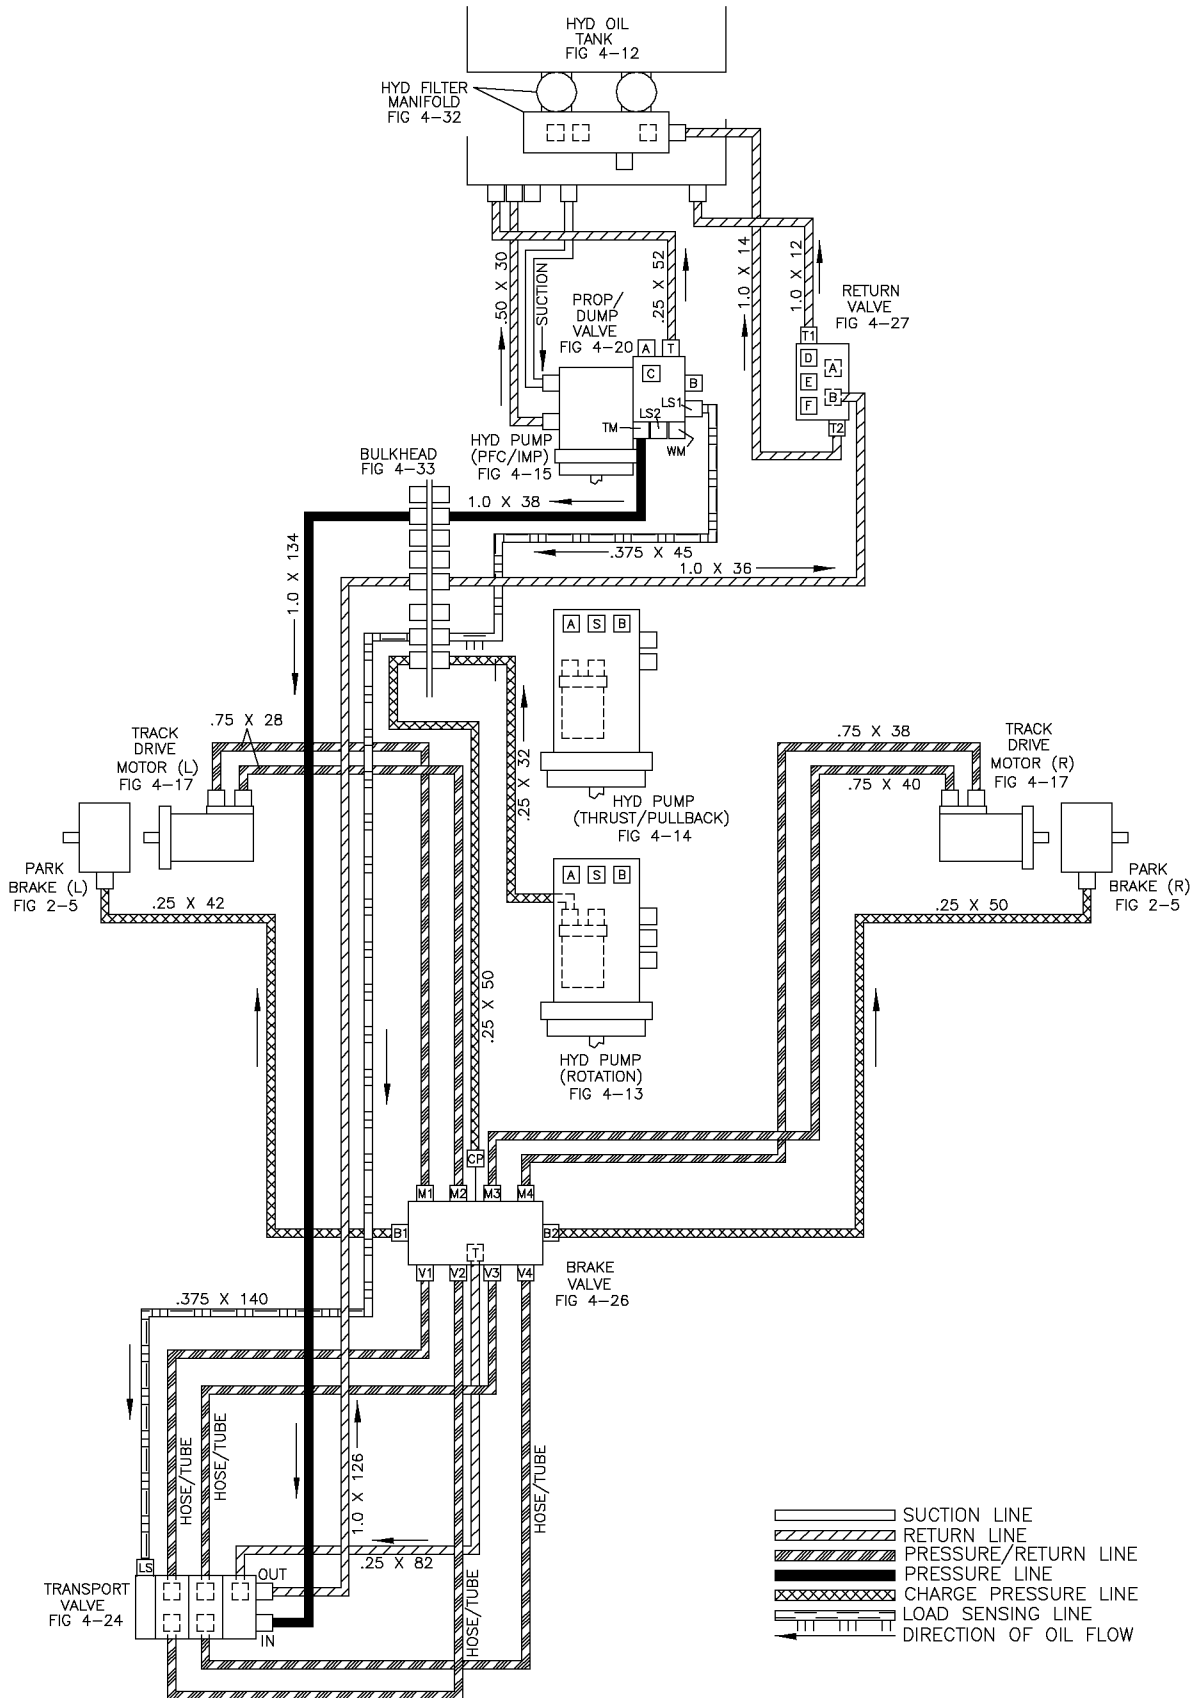 HYD OIL
TANK
FIG 4-12
HYD FILTER
MANIFOLD
FIG 4-32
.50 X 30
SUCTION
.25 X 52
1.0 X 14
1.0 X 12
PROP/
DUMP
VALVE
FIG 4-20
RETURN
VALVE
FIG 4-27
A
T
C
B
LS1
LS2
TM
WM
T1
D
E
F
A
B
T2
HYD PUMP
(PFC/IMP)
FIG 4-15
BULKHEAD
FIG 4-33
1.0 X 38
.375 X 45
1.0 X 36
1.0 X 134
A S B
HYD PUMP
(THRUST/PULLBACK)
FIG 4-14
.25 X 32
.75 X 28
TRACK
DRIVE
MOTOR (L)
FIG 4-17
.75 X 38
.75 X 40
TRACK
DRIVE
MOTOR (R)
FIG 4-17
PARK
BRAKE (L)
FIG 2-5
.25 X 42
PARK
BRAKE (R)
FIG 2-5
.25 X 50
A S B
HYD PUMP
(ROTATION)
FIG 4-13
.25 X 50
CP
M1 M2 M3 M4
B1
B2
T
V1 V2 V3 V4
BRAKE
VALVE
FIG 4-26
.375 X 140
HOSE/TUBE
HOSE/TUBE
1.0 X 126
.25 X 82
HOSE/TUBE
HOSE/TUBE
LS
OUT
IN
TRANSPORT
VALVE
FIG 4-24
SUCTION LINE
RETURN LINE
PRESSURE/RETURN LINE
PRESSURE LINE
CHARGE PRESSURE LINE
LOAD SENSING LINE
DIRECTION OF OIL FLOW